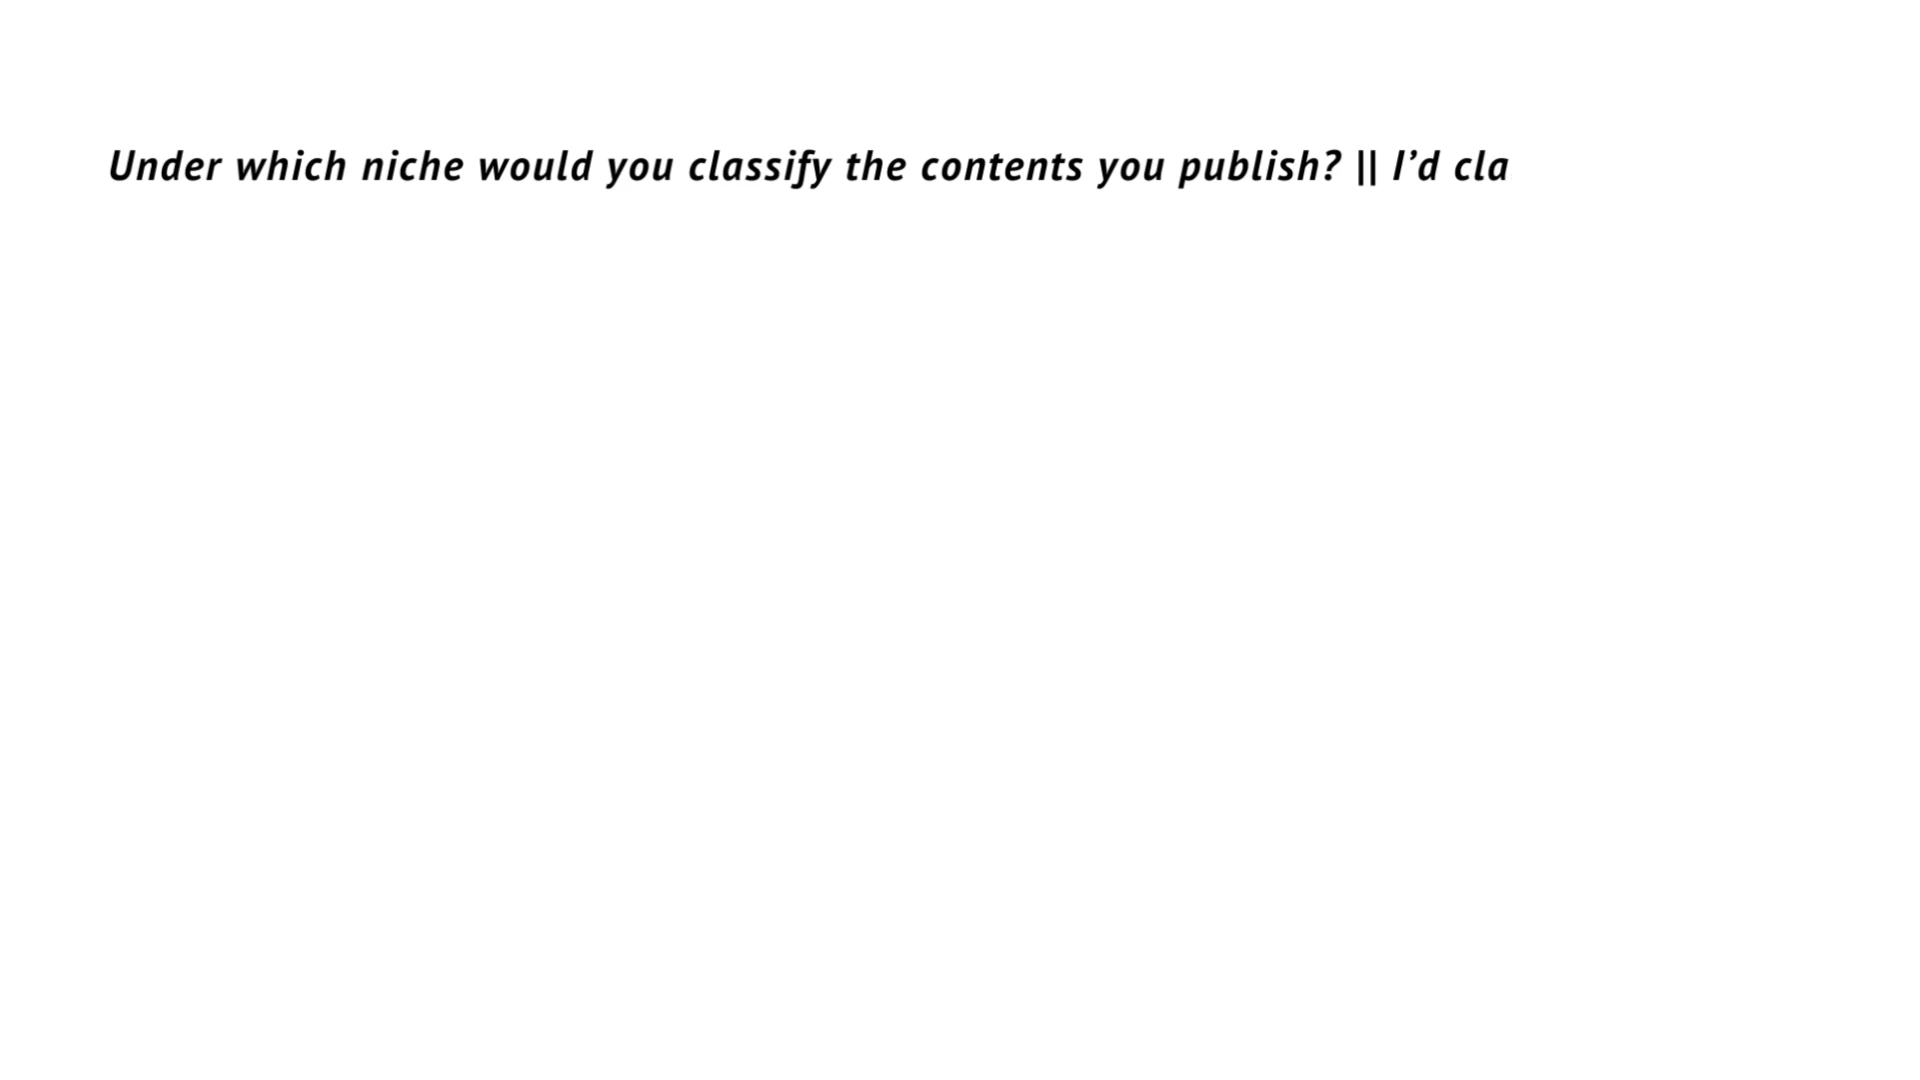 Under which niche would you classify the contents you publish? || I’d cla